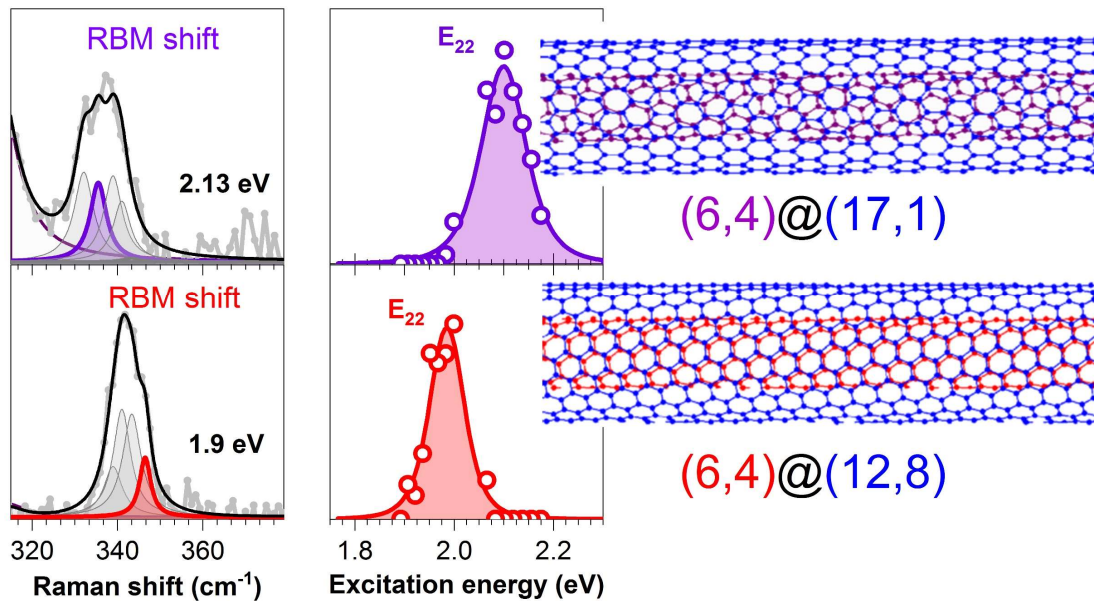 RBM shift
2.13 eV
E₂₂
(6,4)@(17,1)
RBM shift
1.9 eV
E₂₂
(6,4)@(12,8)
320 340 360
Raman shift (cm⁻¹)
1.8 2.0 2.2
Excitation energy (eV)